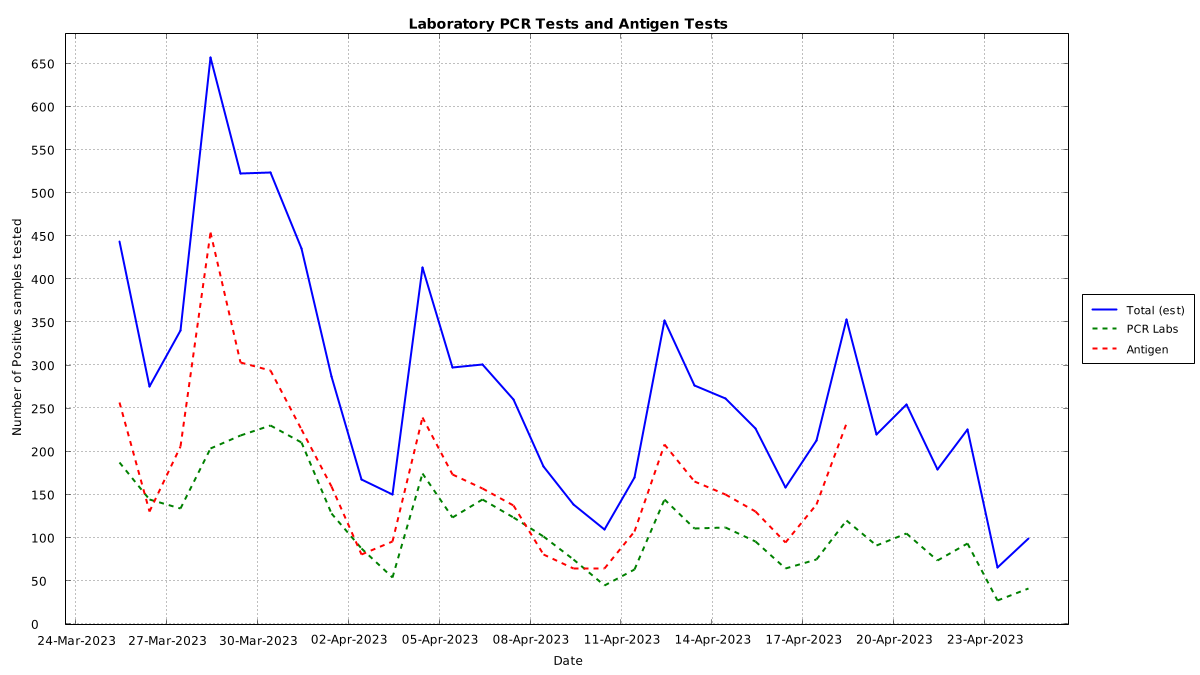 Laboratory PCR Tests and Antigen Tests
Number of Positive samples tested
650
600
550
500
450
400
350
300
250
200
150
100
50
0
24-Mar-2023 27-Mar-2023 30-Mar-2023 02-Apr-2023 05-Apr-2023 08-Apr-2023 11-Apr-2023 14-Apr-2023 17-Apr-2023 20-Apr-2023 23-Apr-2023
Date
Total (est)
PCR Labs
Antigen